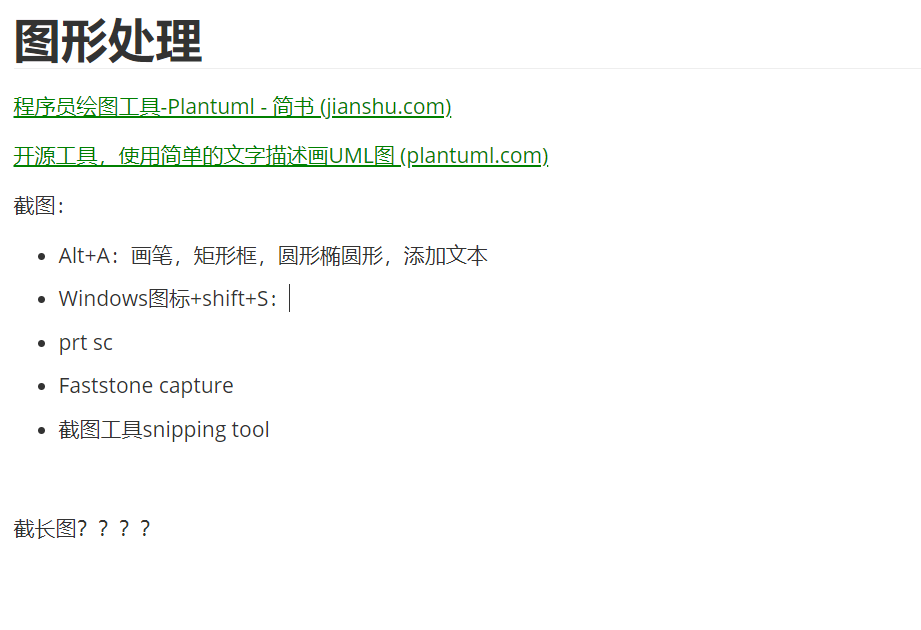 图形处理
程序员绘图工具-Plantuml - 简书 (jianshu.com)
开源工具，使用简单的文字描述画UML图 (plantuml.com)
截图：
Alt+A：画笔，矩形框，圆形椭圆形，添加文本
Windows图标+shift+S：
prt sc
Faststone capture
截图工具snipping tool
截长图？？？？